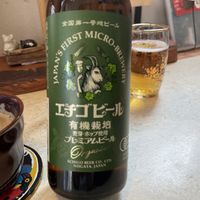 全国第一号地ビール
JAPAN'S FIRST MICRO-BREWERY
エチゴビール
有機栽培
麦芽・ホップ使用
プレミアムビール
Organic
ECHIGO BEER CO., LTD.
NIIGATA, JAPAN